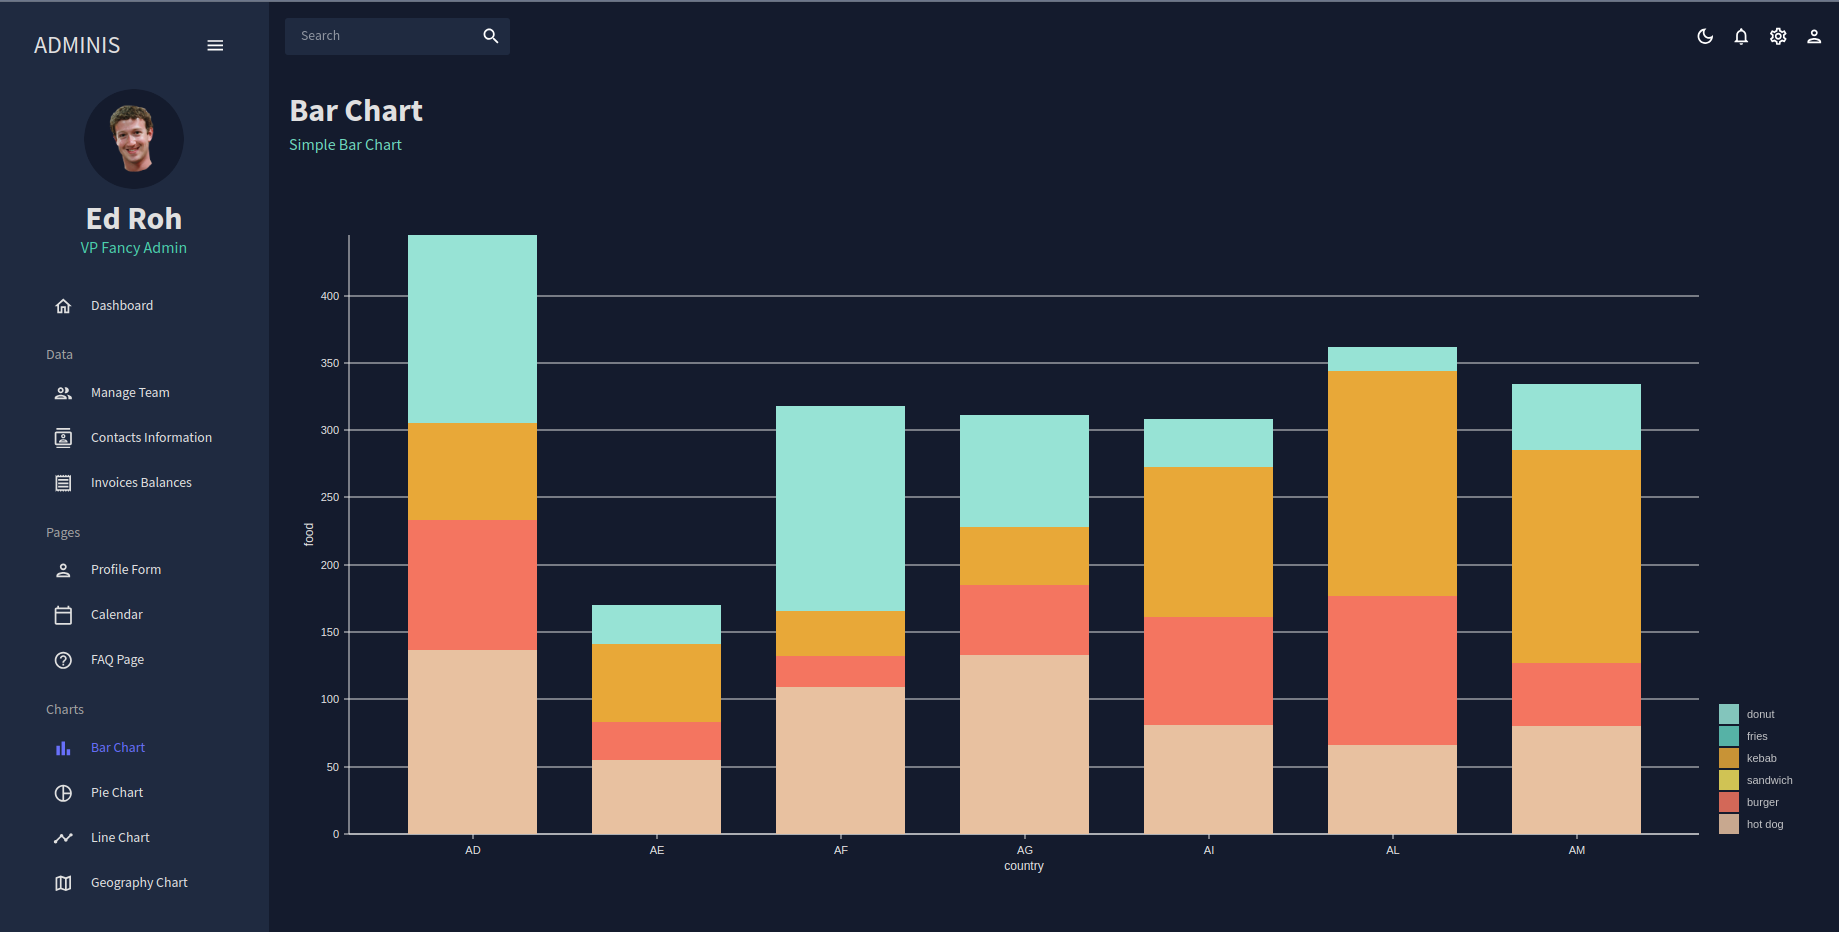 ADMINIS
Search
Ed Roh
VP Fancy Admin
Dashboard
Data
Manage Team
Contacts Information
Invoices Balances
Pages
Profile Form
Calendar
FAQ Page
Charts
Bar Chart
Pie Chart
Line Chart
Geography Chart
Bar Chart
Simple Bar Chart
400
350
300
250
200
150
100
50
0
food
AD AE AF AG AI AL AM
country
donut
fries
kebab
sandwich
burger
hot dog